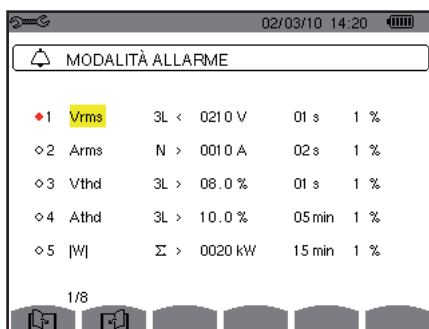 02/03/10 14:20
MODALITÀ ALLARME
1 Vrms 3L < 0210 V 01 s 1 %
2 Arms N > 0010 A 02 s 1 %
3 Vthd 3L > 08.0 % 01 s 1 %
4 Athd 3L > 10.0 % 05 min 1 %
5 |W| Σ > 0020 kW 15 min 1 %
1/8